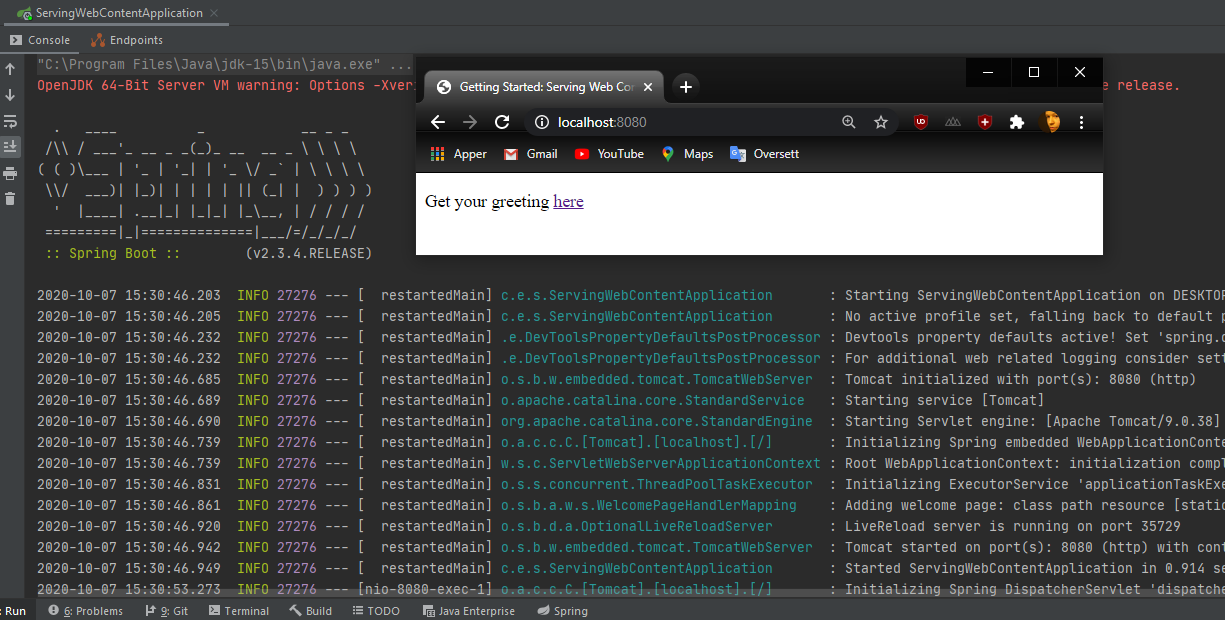 ServingWebContentApplication
Console Endpoints
"C:\Program Files\Java\jdk-15\bin\java.exe" ...
OpenJDK 64-Bit Server VM warning: Options -Xver
e release.
Getting Started: Serving Web Cor
localhost:8080
Apper Gmail YouTube Maps Oversett
Get your greeting here
:: Spring Boot :: (v2.3.4.RELEASE)
2020-10-07 15:30:46.203 INFO 27276 --- [ restartedMain] c.e.s.ServingWebContentApplication : Starting ServingWebContentApplication on DESKTOP
2020-10-07 15:30:46.205 INFO 27276 --- [ restartedMain] c.e.s.ServingWebContentApplication : No active profile set, falling back to default p
2020-10-07 15:30:46.232 INFO 27276 --- [ restartedMain] .e.DevToolsPropertyDefaultsPostProcessor : Devtools property defaults active! Set 'spring.d
2020-10-07 15:30:46.232 INFO 27276 --- [ restartedMain] .e.DevToolsPropertyDefaultsPostProcessor : For additional web related logging consider sett
2020-10-07 15:30:46.685 INFO 27276 --- [ restartedMain] o.s.b.w.embedded.tomcat.TomcatWebServer : Tomcat initialized with port(s): 8080 (http)
2020-10-07 15:30:46.689 INFO 27276 --- [ restartedMain] o.apache.catalina.core.StandardService : Starting service [Tomcat]
2020-10-07 15:30:46.690 INFO 27276 --- [ restartedMain] org.apache.catalina.core.StandardEngine : Starting Servlet engine: [Apache Tomcat/9.0.38]
2020-10-07 15:30:46.739 INFO 27276 --- [ restartedMain] o.a.c.c.C.[Tomcat].[localhost].[/] : Initializing Spring embedded WebApplicationConte
2020-10-07 15:30:46.739 INFO 27276 --- [ restartedMain] w.s.c.ServletWebServerApplicationContext : Root WebApplicationContext: initialization compl
2020-10-07 15:30:46.831 INFO 27276 --- [ restartedMain] o.s.s.concurrent.ThreadPoolTaskExecutor : Initializing ExecutorService 'applicationTaskExe
2020-10-07 15:30:46.861 INFO 27276 --- [ restartedMain] o.s.b.a.w.s.WelcomePageHandlerMapping : Adding welcome page: class path resource [static
2020-10-07 15:30:46.920 INFO 27276 --- [ restartedMain] o.s.b.d.a.OptionalLiveReloadServer : LiveReload server is running on port 35729
2020-10-07 15:30:46.942 INFO 27276 --- [ restartedMain] o.s.b.w.embedded.tomcat.TomcatWebServer : Tomcat started on port(s): 8080 (http) with cont
2020-10-07 15:30:46.949 INFO 27276 --- [ restartedMain] c.e.s.ServingWebContentApplication : Started ServingWebContentApplication in 0.914 se
2020-10-07 15:30:53.273 INFO 27276 --- [nio-8080-exec-1] o.a.c.c.C.[Tomcat].[localhost].[/] : Initializing Spring DispatcherServlet 'dispatche
: Run 6: Problems 9: Git Terminal Build TODO Java Enterprise Spring